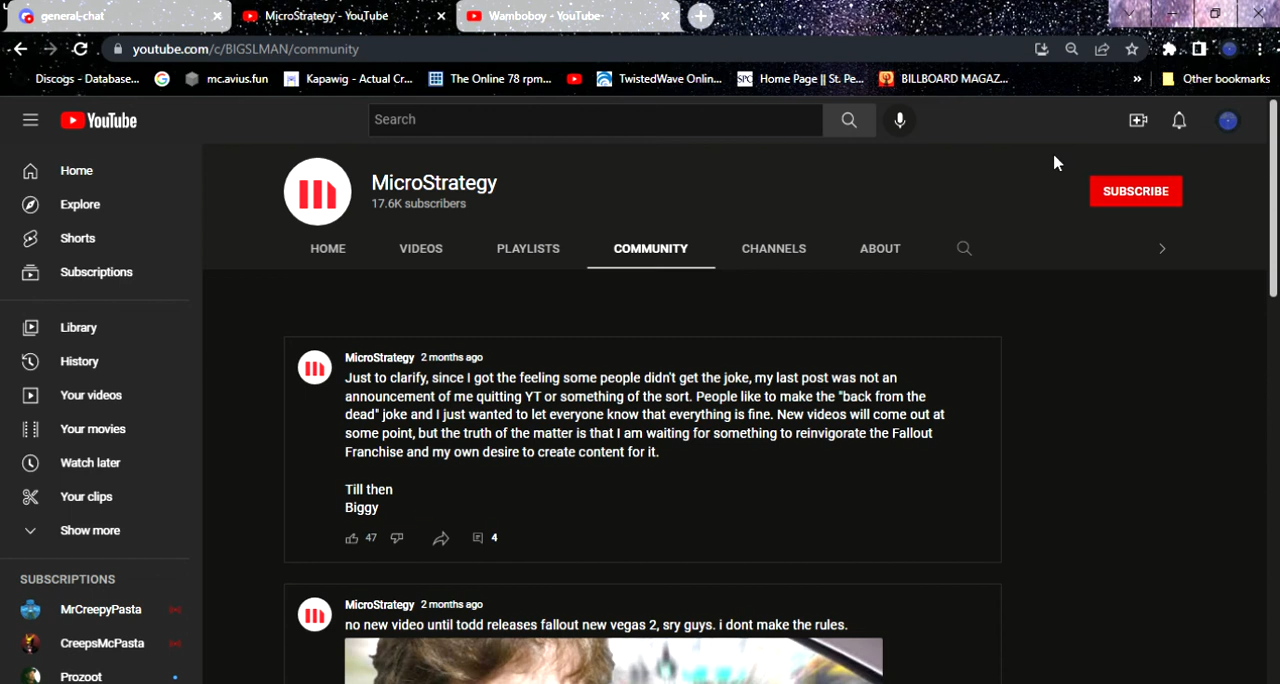 general-chat
MicroStrategy - YouTube
Wamboboy - YouTube
youtube.com/c/BIGSLMAN/community
Discogs - Database...
mc.avius.fun
Kapawig - Actual Cr...
The Online 78 rpm...
TwistedWave Onlin...
SPC
Home Page || St. Pe...
BILLBOARD MAGAZ...
»
Other bookmarks
YouTube
Search
Home
Explore
Shorts
Subscriptions
Library
History
Your videos
Your movies
Watch later
Your clips
Show more
SUBSCRIPTIONS
MrCreepyPasta
CreepsMcPasta
Prozoot
MicroStrategy
17.6K subscribers
SUBSCRIBE
HOME
VIDEOS
PLAYLISTS
COMMUNITY
CHANNELS
ABOUT
MicroStrategy 2 months ago
Just to clarify, since I got the feeling some people didn't get the joke, my last post was not an
announcement of me quitting YT or something of the sort. People like to make the "back from the
dead" joke and I just wanted to let everyone know that everything is fine. New videos will come out at
some point, but the truth of the matter is that I am waiting for something to reinvigorate the Fallout
Franchise and my own desire to create content for it.
Till then
Biggy
47
4
MicroStrategy 2 months ago
no new video until todd releases fallout new vegas 2, sry guys. i dont make the rules.